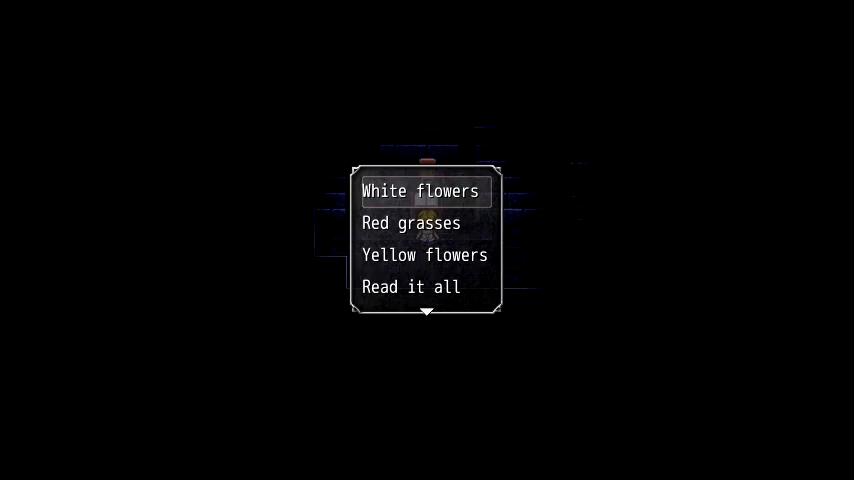 White flowers
Red grasses
Yellow flowers
Read it all